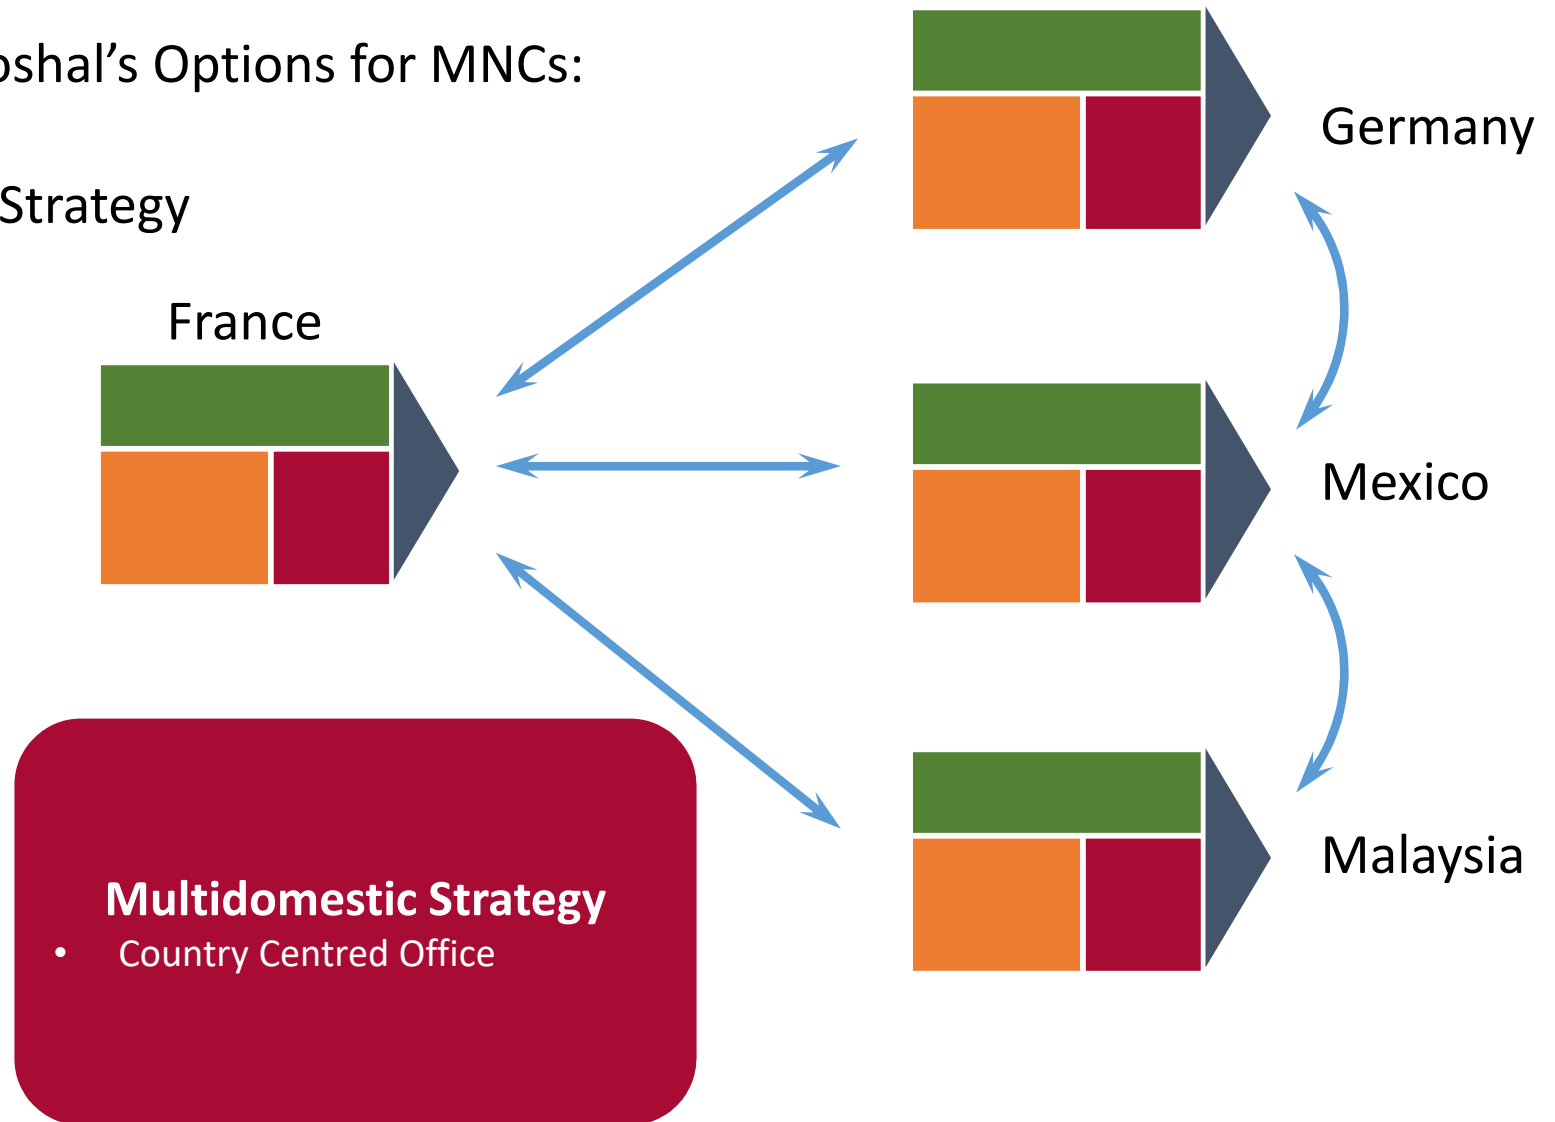 oshal’s Options for MNCs:
Strategy
France
Germany
Mexico
Malaysia
Multidomestic Strategy
• Country Centred Office